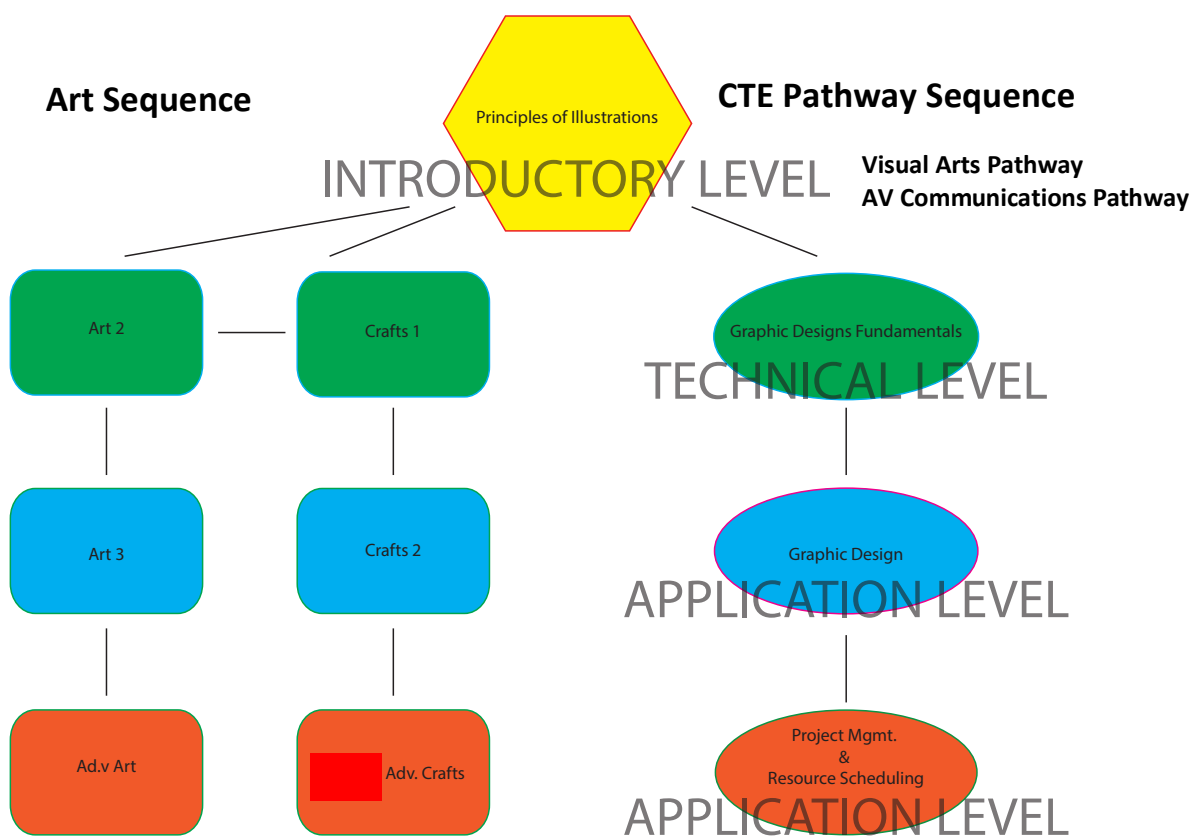 Principles of Illustrations
Art Sequence
CTE Pathway Sequence
INTRODUCTORY LEVEL
Visual Arts Pathway
AV Communications Pathway
Art 2
Crafts 1
Graphic Designs Fundamentals
TECHNICAL LEVEL
Art 3
Crafts 2
Graphic Design
APPLICATION LEVEL
Ad.v Art
Adv. Crafts
Project Mgmt.
&
Resource Scheduling
APPLICATION LEVEL